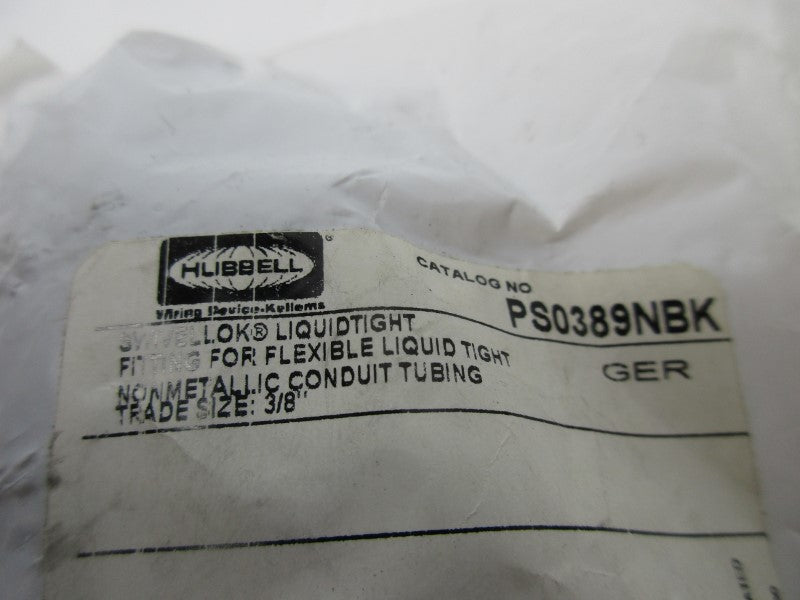 HUBBELL
®
Wiring Device-Kellems
CATALOG NO
PS0389NBK
GER
SWIVELLOK® LIQUIDTIGHT
FITTING FOR FLEXIBLE LIQUID TIGHT
NONMETALLIC CONDUIT TUBING
TRADE SIZE: 3/8"